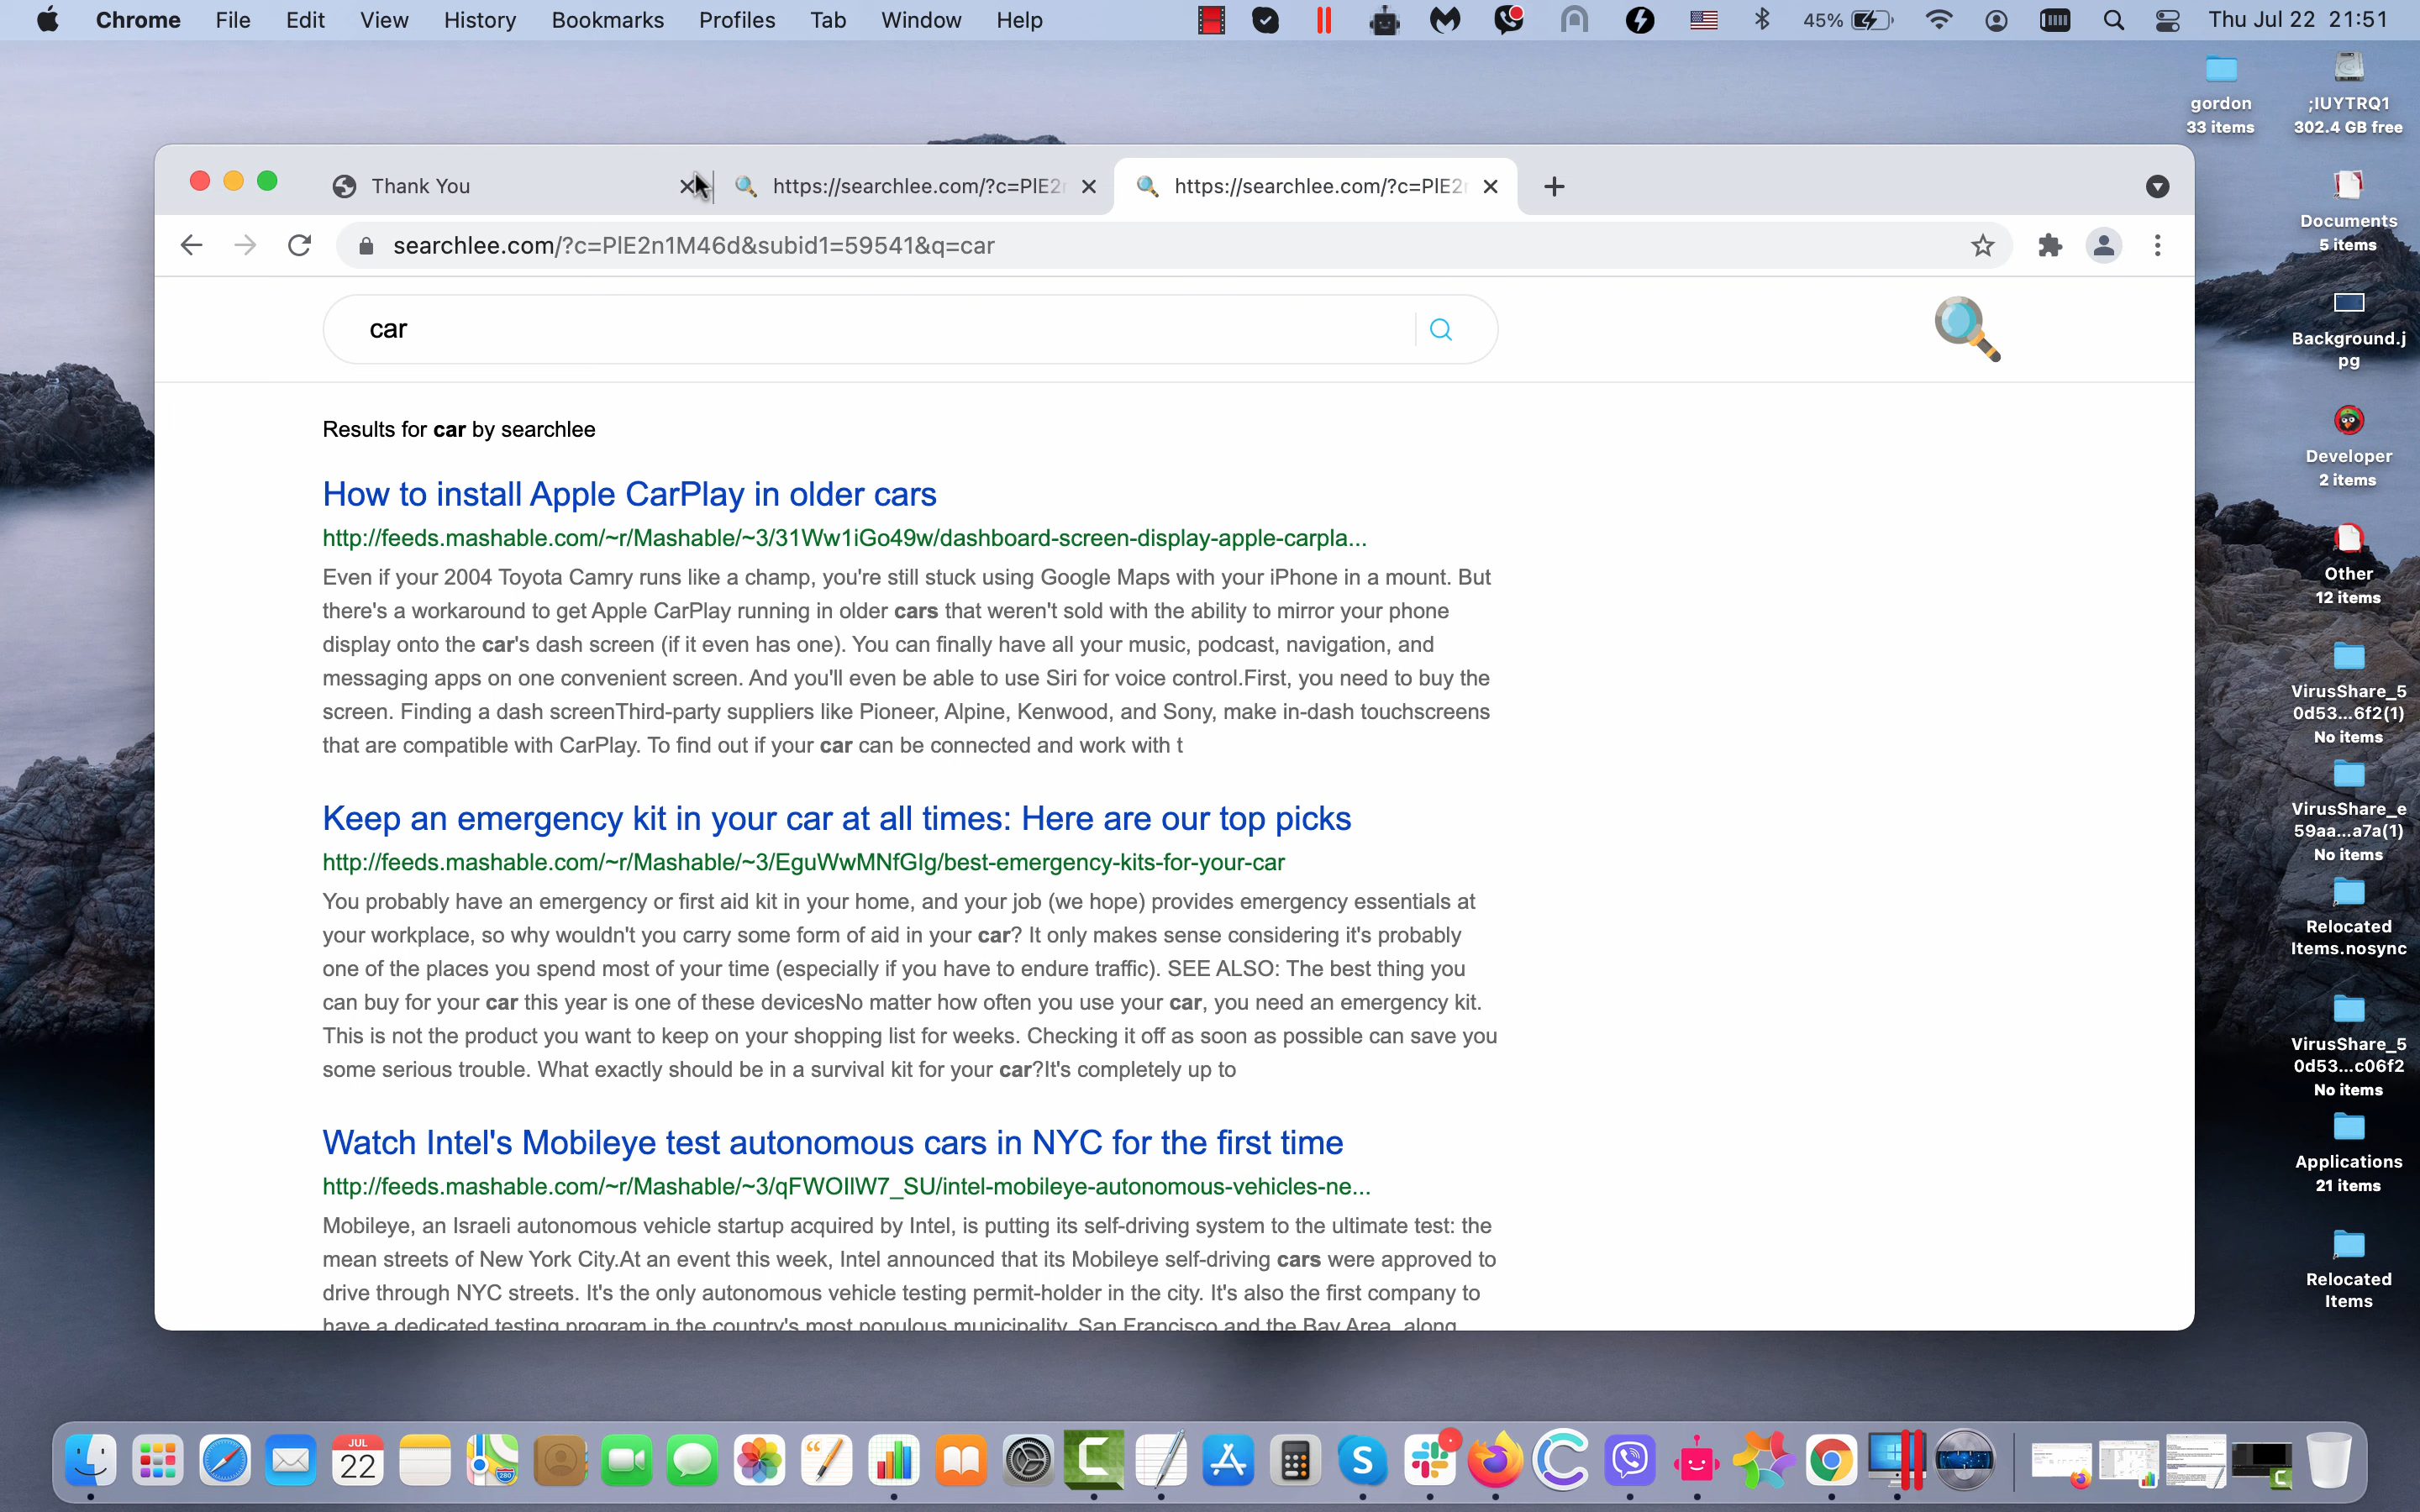 Chrome File Edit View History Bookmarks Profiles Tab Window Help 45% Thu Jul 22 21:51
gordon
33 items
;IUYTRQ1
302.4 GB free
Thank You
https://searchlee.com/?c=PlE2
https://searchlee.com/?c=PlE2
searchlee.com/?c=PlE2n1M46d&subid1=59541&q=car
car
Results for car by searchlee
How to install Apple CarPlay in older cars
http://feeds.mashable.com/~r/Mashable/~3/31Ww1iGo49w/dashboard-screen-display-apple-carpla...
Even if your 2004 Toyota Camry runs like a champ, you're still stuck using Google Maps with your iPhone in a mount. But
there's a workaround to get Apple CarPlay running in older cars that weren't sold with the ability to mirror your phone
display onto the car's dash screen (if it even has one). You can finally have all your music, podcast, navigation, and
messaging apps on one convenient screen. And you'll even be able to use Siri for voice control.First, you need to buy the
screen. Finding a dash screenThird-party suppliers like Pioneer, Alpine, Kenwood, and Sony, make in-dash touchscreens
that are compatible with CarPlay. To find out if your car can be connected and work with t
Keep an emergency kit in your car at all times: Here are our top picks
http://feeds.mashable.com/~r/Mashable/~3/EguWwMNfGIg/best-emergency-kits-for-your-car
You probably have an emergency or first aid kit in your home, and your job (we hope) provides emergency essentials at
your workplace, so why wouldn't you carry some form of aid in your car? It only makes sense considering it's probably
one of the places you spend most of your time (especially if you have to endure traffic). SEE ALSO: The best thing you
can buy for your car this year is one of these devicesNo matter how often you use your car, you need an emergency kit.
This is not the product you want to keep on your shopping list for weeks. Checking it off as soon as possible can save you
some serious trouble. What exactly should be in a survival kit for your car?It's completely up to
Watch Intel's Mobileye test autonomous cars in NYC for the first time
http://feeds.mashable.com/~r/Mashable/~3/qFWOIlW7_SU/intel-mobileye-autonomous-vehicles-ne...
Mobileye, an Israeli autonomous vehicle startup acquired by Intel, is putting its self-driving system to the ultimate test: the
mean streets of New York City.At an event this week, Intel announced that its Mobileye self-driving cars were approved to
drive through NYC streets. It's the only autonomous vehicle testing permit-holder in the city. It's also the first company to
have a dedicated testing program in the country's most populous municipality. San Francisco and the Bay Area, along
Documents
5 items
Background.j
pg
Developer
2 items
Other
12 items
VirusShare_5
0d53...6f2(1)
No items
VirusShare_e
59aa...a7a(1)
No items
Relocated
Items.nosync
VirusShare_5
0d53...c06f2
No items
Applications
21 items
Relocated
Items
JUL
22
280